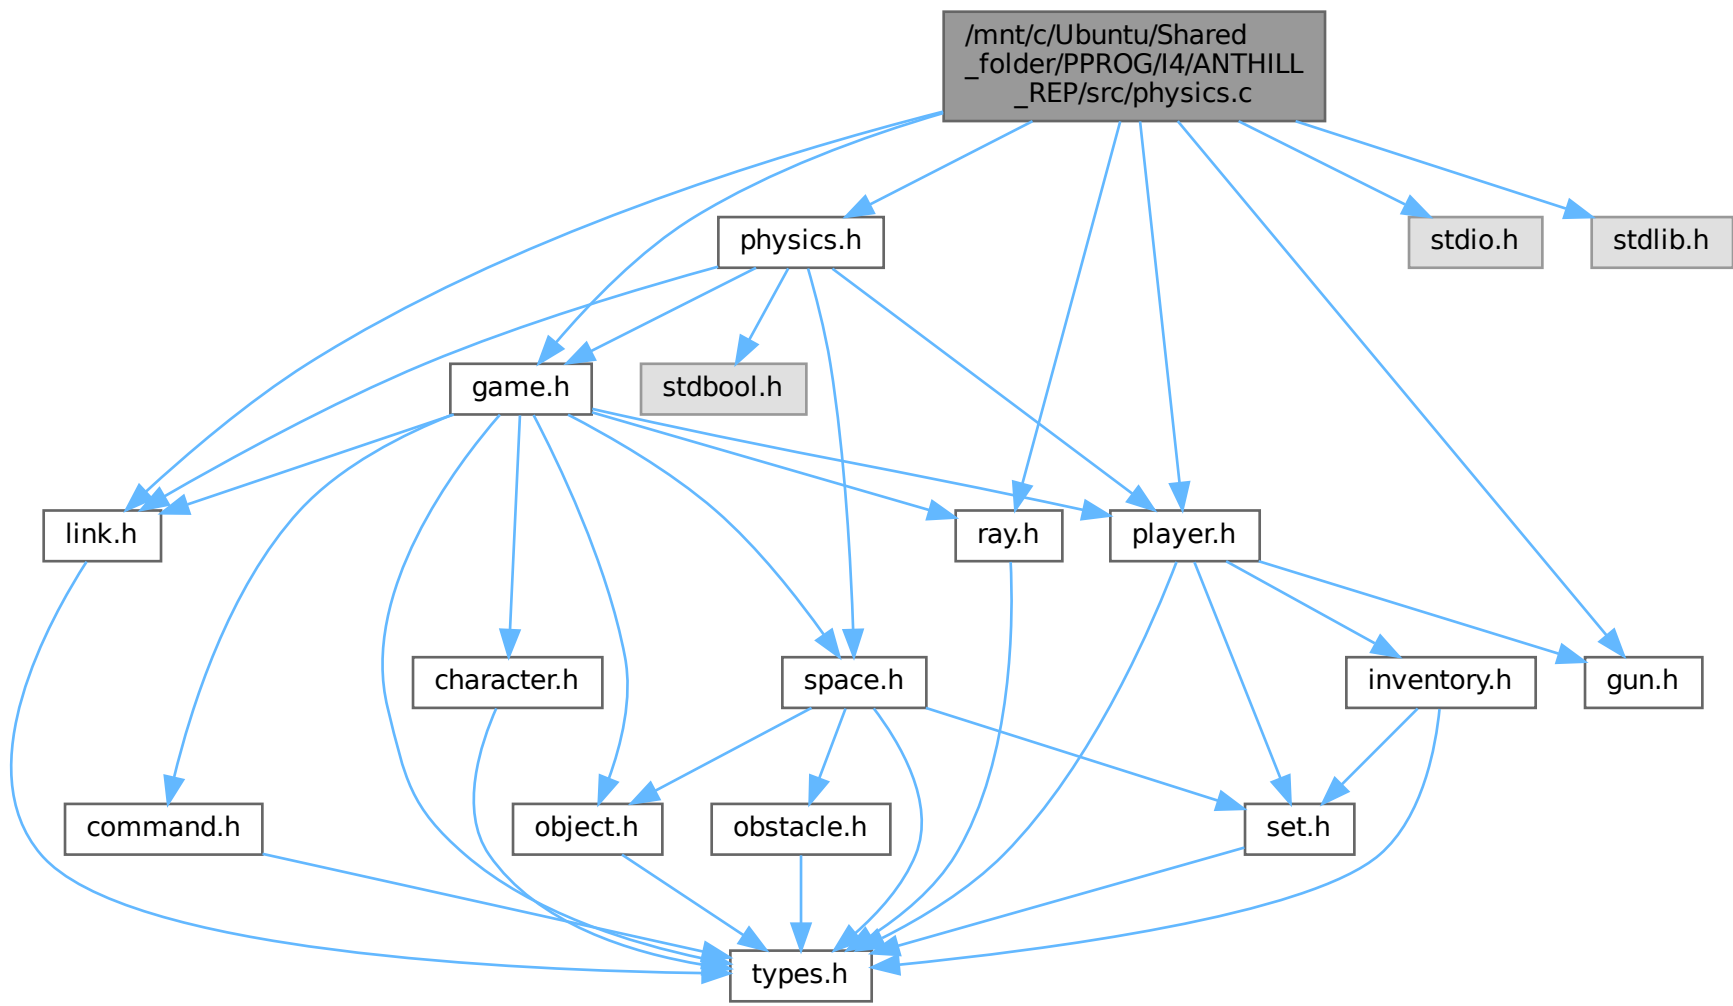 /mnt/c/Ubuntu/Shared
_folder/PPROG/I4/ANTHILL
_REP/src/physics.c
physics.h
stdio.h
stdlib.h
game.h
stdbool.h
link.h
ray.h
player.h
character.h
space.h
inventory.h
gun.h
command.h
object.h
obstacle.h
set.h
types.h